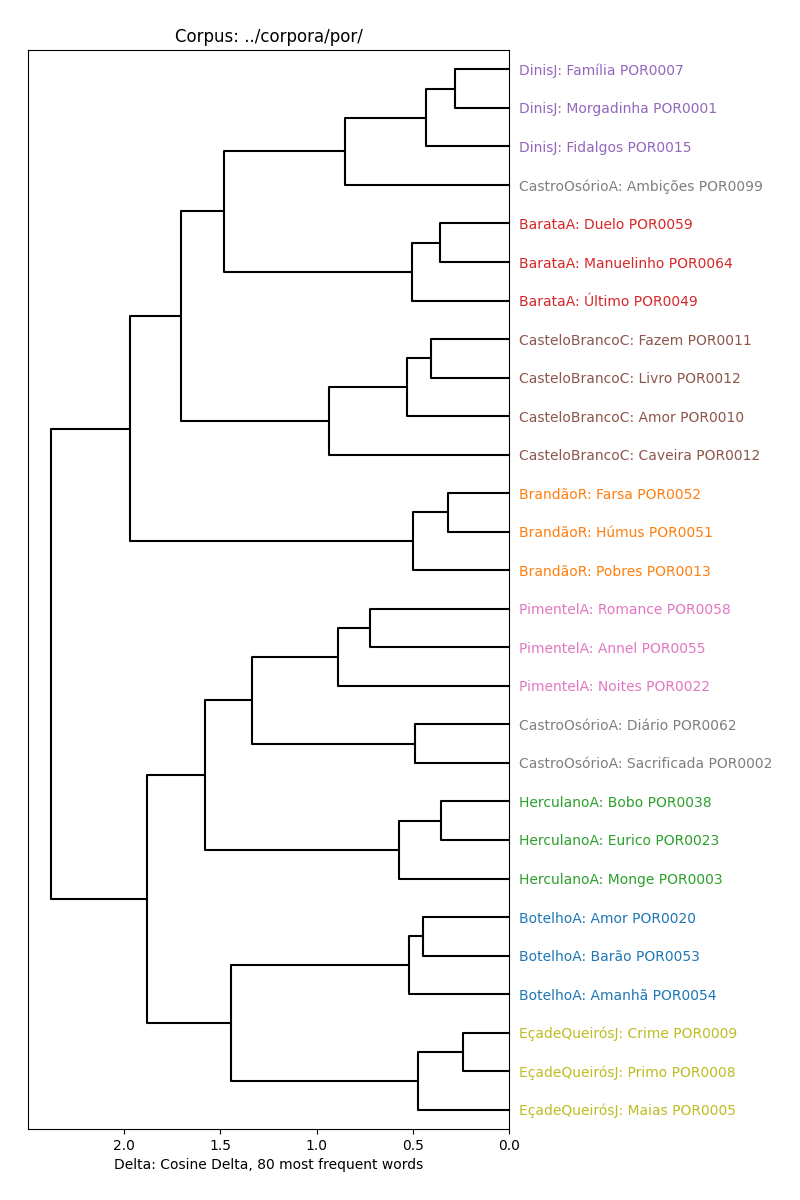 Corpus: ../corpora/por/
DinisJ: Família POR0007
DinisJ: Morgadinha POR0001
DinisJ: Fidalgos POR0015
CastroOsórioA: Ambições POR0099
BarataA: Duelo POR0059
BarataA: Manuelinho POR0064
BarataA: Último POR0049
CasteloBrancoC: Fazem POR0011
CasteloBrancoC: Livro POR0012
CasteloBrancoC: Amor POR0010
CasteloBrancoC: Caveira POR0012
BrandãoR: Farsa POR0052
BrandãoR: Húmus POR0051
BrandãoR: Pobres POR0013
PimentelA: Romance POR0058
PimentelA: Annel POR0055
PimentelA: Noites POR0022
CastroOsórioA: Diário POR0062
CastroOsórioA: Sacrificada POR0002
HerculanoA: Bobo POR0038
HerculanoA: Eurico POR0023
HerculanoA: Monge POR0003
BotelhoA: Amor POR0020
BotelhoA: Barão POR0053
BotelhoA: Amanhã POR0054
EçadeQueirósJ: Crime POR0009
EçadeQueirósJ: Primo POR0008
EçadeQueirósJ: Maias POR0005
2.0 1.5 1.0 0.5 0.0
Delta: Cosine Delta, 80 most frequent words